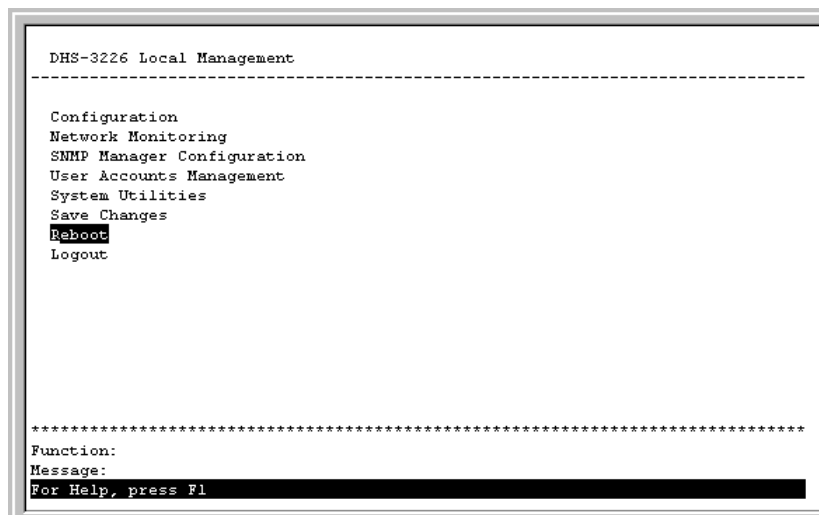 DHS-3226 Local Management
--------------------------------------------------------------------------------
Configuration
Network Monitoring
SNMP Manager Configuration
User Accounts Management
System Utilities
Save Changes
Reboot
Logout
********************************************************************************
Function:
Message:
For Help, press F1